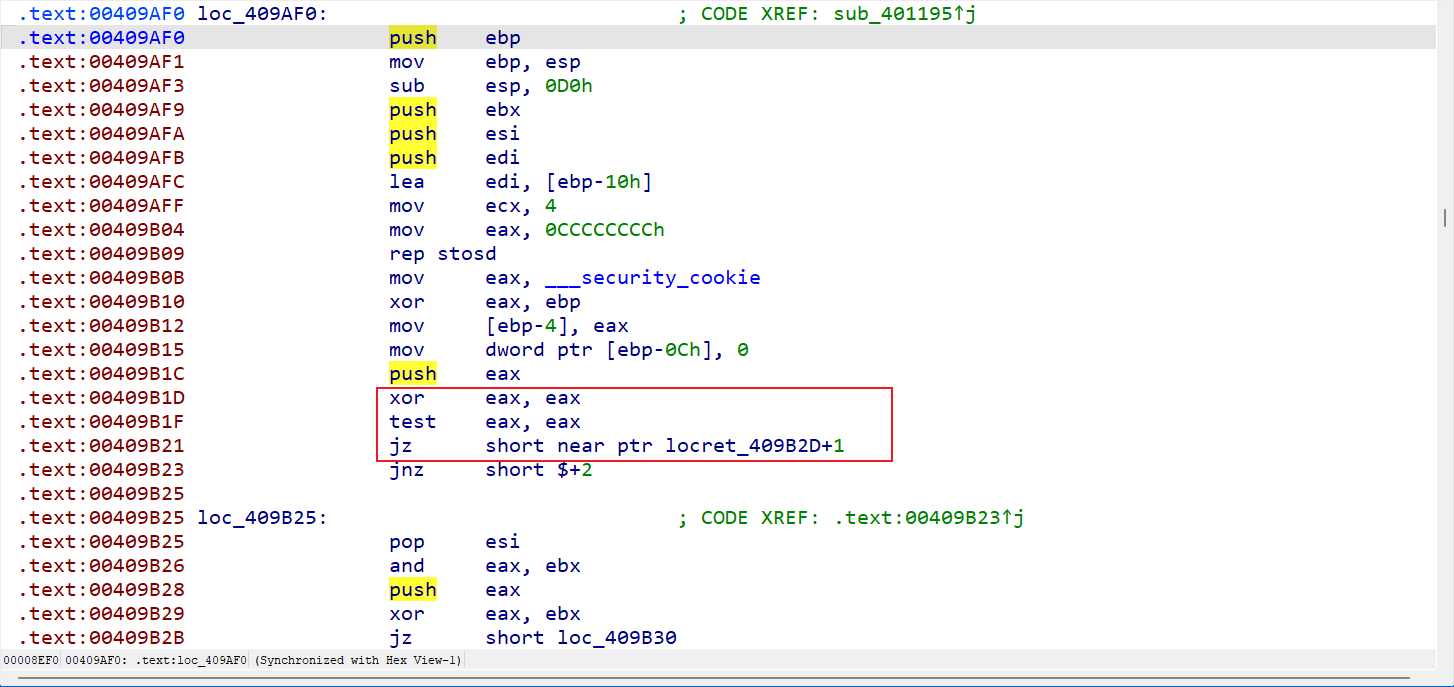 .text:00409AF0 loc_409AF0: ; CODE XREF: sub_401195↑j
.text:00409AF0 push ebp
.text:00409AF1 mov ebp, esp
.text:00409AF3 sub esp, 0D0h
.text:00409AF9 push ebx
.text:00409AFA push esi
.text:00409AFB push edi
.text:00409AFC lea edi, [ebp-10h]
.text:00409AFF mov ecx, 4
.text:00409B04 mov eax, 0CCCCCCCCh
.text:00409B09 rep stosd
.text:00409B0B mov eax, ___security_cookie
.text:00409B10 xor eax, ebp
.text:00409B12 mov [ebp-4], eax
.text:00409B15 mov dword ptr [ebp-0Ch], 0
.text:00409B1C push eax
.text:00409B1D xor eax, eax
.text:00409B1F test eax, eax
.text:00409B21 jz short near ptr locret_409B2D+1
.text:00409B23 jnz short $+2
.text:00409B25
.text:00409B25 loc_409B25: ; CODE XREF: .text:00409B23↑j
.text:00409B25 pop esi
.text:00409B26 and eax, ebx
.text:00409B28 push eax
.text:00409B29 xor eax, ebx
.text:00409B2B jz short loc_409B30
00008EF0 00409AF0: .text:loc_409AF0 (Synchronized with Hex View-1)